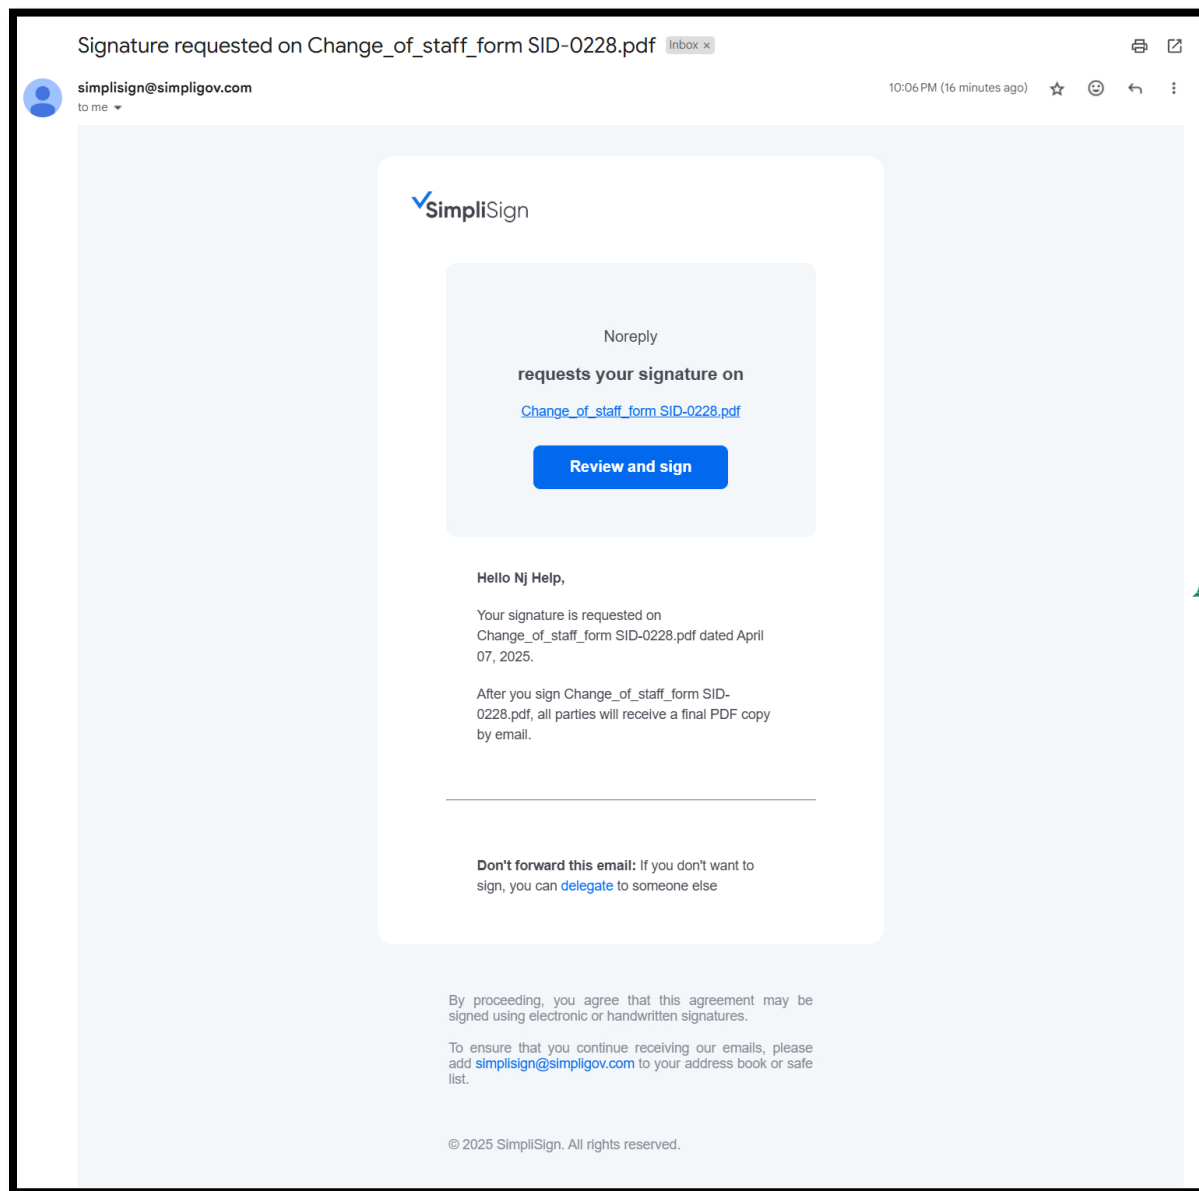 Signature requested on Change_of_staff_form SID-0228.pdf Inbox ×
simplisign@simpligov.com
10:06 PM (16 minutes ago)
to me
SimpliSign
Noreply
requests your signature on
Change_of_staff_form SID-0228.pdf
Review and sign
Hello Nj Help,
Your signature is requested on
Change_of_staff_form SID-0228.pdf dated April
07, 2025.
After you sign Change_of_staff_form SID-
0228.pdf, all parties will receive a final PDF copy
by email.
Don't forward this email: If you don't want to
sign, you can delegate to someone else
By proceeding, you agree that this agreement may be
signed using electronic or handwritten signatures.
To ensure that you continue receiving our emails, please
add simplisign@simpligov.com to your address book or safe
list.
© 2025 SimpliSign. All rights reserved.